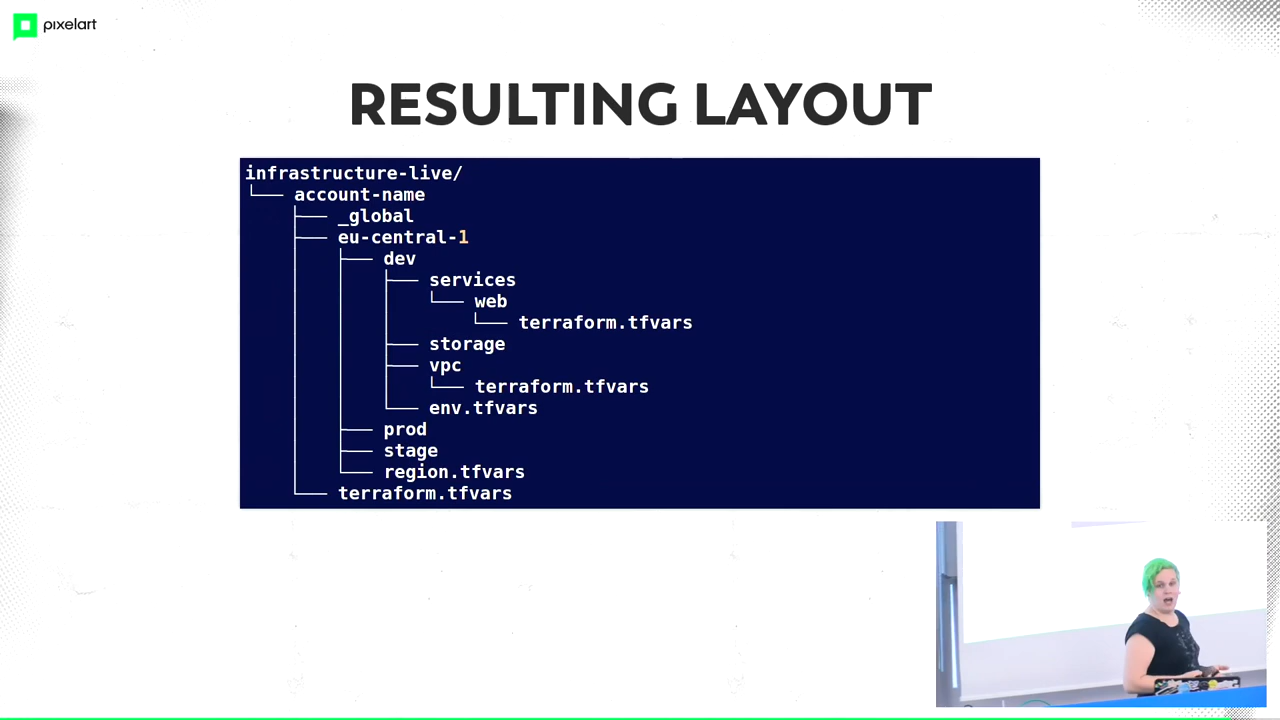 pixelart
RESULTING LAYOUT
infrastructure-live/
└── account-name
    ├── _global
    ├── eu-central-1
    │   ├── dev
    │   │   ├── services
    │   │   │   └── web
    │   │   │       └── terraform.tfvars
    │   │   ├── storage
    │   │   ├── vpc
    │   │   │   └── terraform.tfvars
    │   │   └── env.tfvars
    │   ├── prod
    │   ├── stage
    │   └── region.tfvars
    └── terraform.tfvars